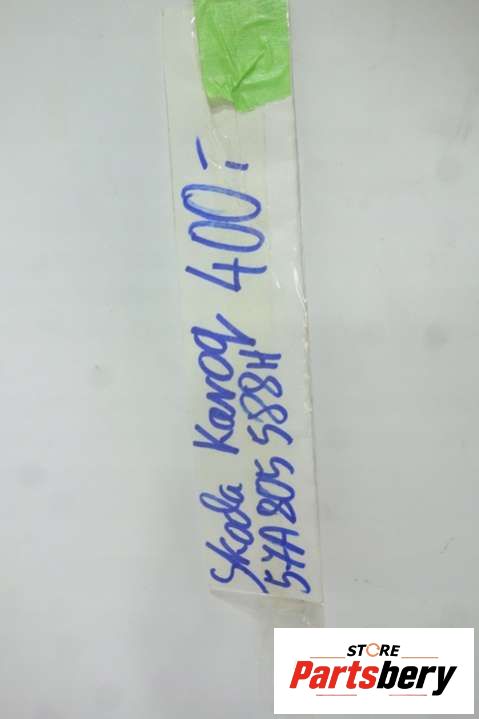 Skoda Karoq 400,-
57A 805 588H
STORE
Partsbery